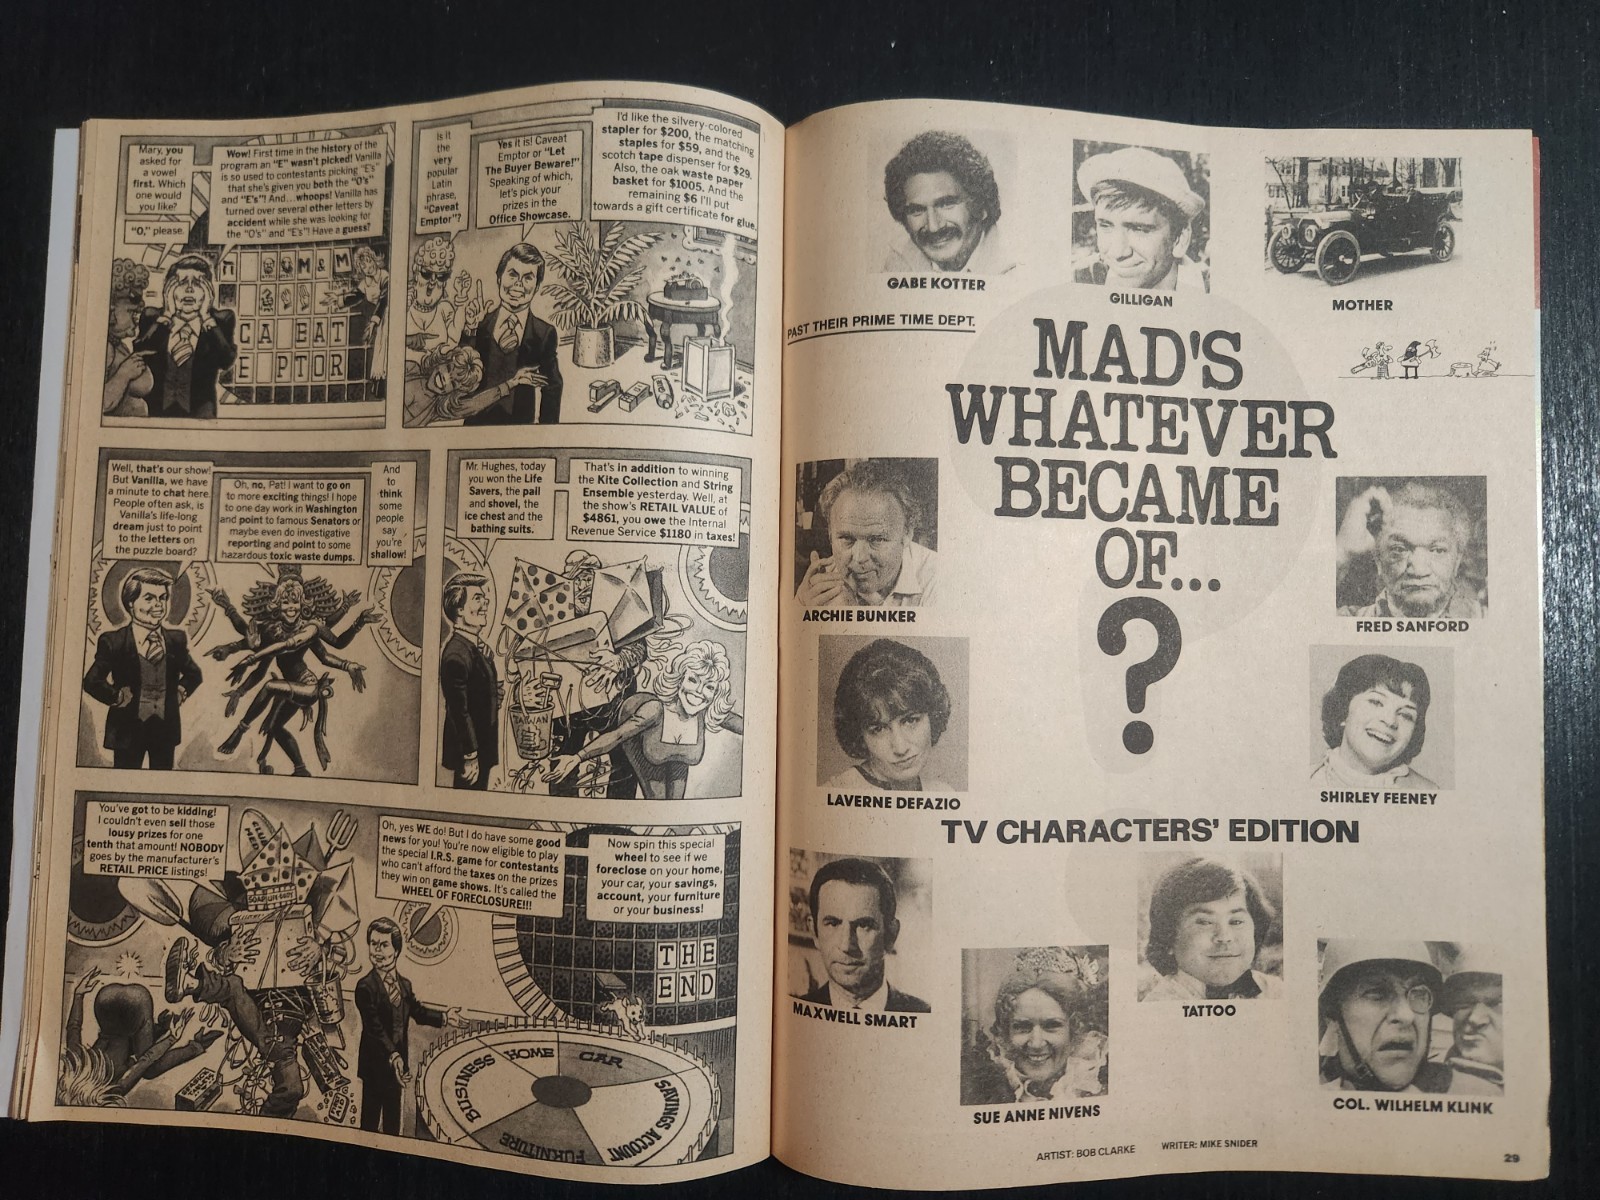 Mary, you
asked for
a vowel
first. Which
one would
you like?
"O," please.
Wow! First time in the history of the
program an "E" wasn't picked! Vanilla
is so used to contestants picking "E's"
that she's given you both the "O's"
and "E's"! And...whoops! Vanilla has
turned over several other letters by
accident while she was looking for
the "O's" and "E's"! Have a guess?
M & M
CA EAT
E PTOR
Is it
the
very
popular
Latin
phrase,
"Caveat
Emptor"?
Yes it is! Caveat
Emptor or "Let
The Buyer Beware!"
Speaking of which,
let's pick your
prizes in the
Office Showcase.
I'd like the silvery-colored
stapler for $200, the matching
staples for $59, and the
scotch tape dispenser for $29.
Also, the oak waste paper
basket for $1005. And the
remaining $6 I'll put
towards a gift certificate for glue.
Well, that's our show!
But Vanilla, we have
a minute to chat here.
People often ask, is
Vanilla's life-long
dream just to point
to the letters on
the puzzle board?
Oh, no, Pat! I want to go on
to more exciting things! I hope
to one day work in Washington
and point to famous Senators or
maybe even do investigative
reporting and point to some
hazardous toxic waste dumps.
And
to
think
some
people
say
you're
shallow!
Mr. Hughes, today
you won the Life
Savers, the pail
and shovel, the
ice chest and the
bathing suits.
That's in addition to winning
the Kite Collection and String
Ensemble yesterday. Well, at
the show's RETAIL VALUE of
$4861, you owe the Internal
Revenue Service $1180 in taxes!
TAIWAN
You've got to be kidding!
I couldn't even sell those
lousy prizes for one
tenth that amount! NOBODY
goes by the manufacturer's
RETAIL PRICE listings!
Oh, yes WE do! But I do have some good
news for you! You're now eligible to play
the special I.R.S. game for contestants
who can't afford the taxes on the prizes
they win on game shows. It's called the
WHEEL OF FORECLOSURE!!!
Now spin this special
wheel to see if we
foreclose on your home,
your car, your savings,
account, your furniture
or your business!
SOAP
FIRST
AID
THE
END
BUSINESS
HOME
CAR
SAVINGS ACCOUNT
FURNITURE
GABE KOTTER
GILLIGAN
MOTHER
PAST THEIR PRIME TIME DEPT.
MAD'S
WHATEVER
BECAME
OF...
?
ARCHIE BUNKER
FRED SANFORD
LAVERNE DEFAZIO
SHIRLEY FEENEY
TV CHARACTERS' EDITION
MAXWELL SMART
SUE ANNE NIVENS
TATTOO
COL. WILHELM KLINK
ARTIST: BOB CLARKE
WRITER: MIKE SNIDER
29